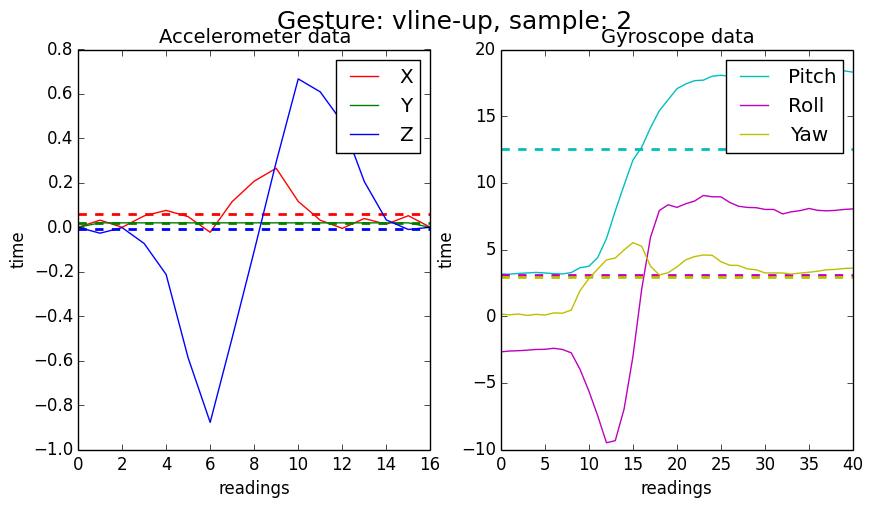 Gesture: vline-up, sample: 2
Accelerometer data
0.8
0.6
0.4
0.2
0.0
−0.2
−0.4
−0.6
−0.8
−1.0
time
0 2 4 6 8 10 12 14 16
readings
X
Y
Z
Gyroscope data
20
15
10
5
0
−5
−10
time
0 5 10 15 20 25 30 35 40
readings
Pitch
Roll
Yaw